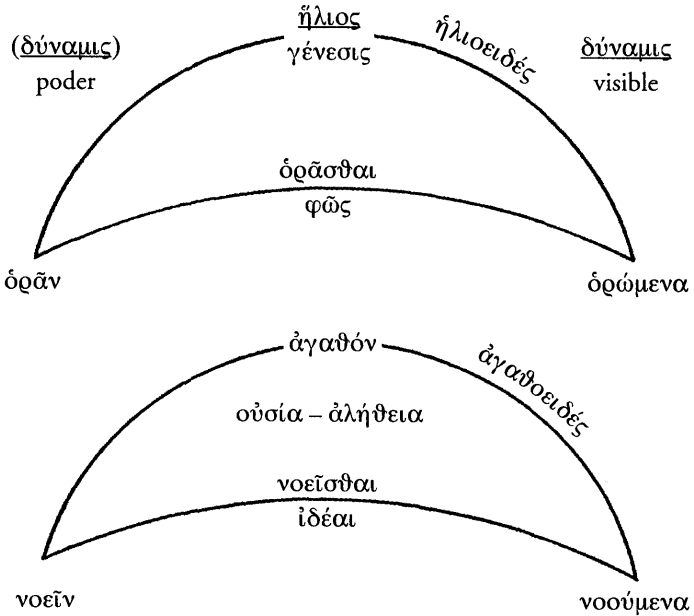 ἥλιος
(δύναμις)
poder
γένεσις
ἡλιοειδές
δύναμις
visible
ὁρᾶσθαι
φῶς
ὁρᾶν
ὁρώμενα
ἀγαθόν
ἀγαθοειδές
οὐσία – ἀλήθεια
νοεῖσθαι
ἰδέαι
νοεῖν
νοούμενα